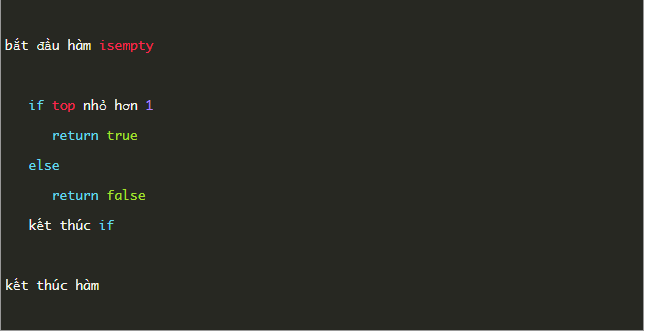 bắt đầu hàm isempty
if top nhỏ hơn 1
return true
else
return false
kết thúc if
kết thúc hàm